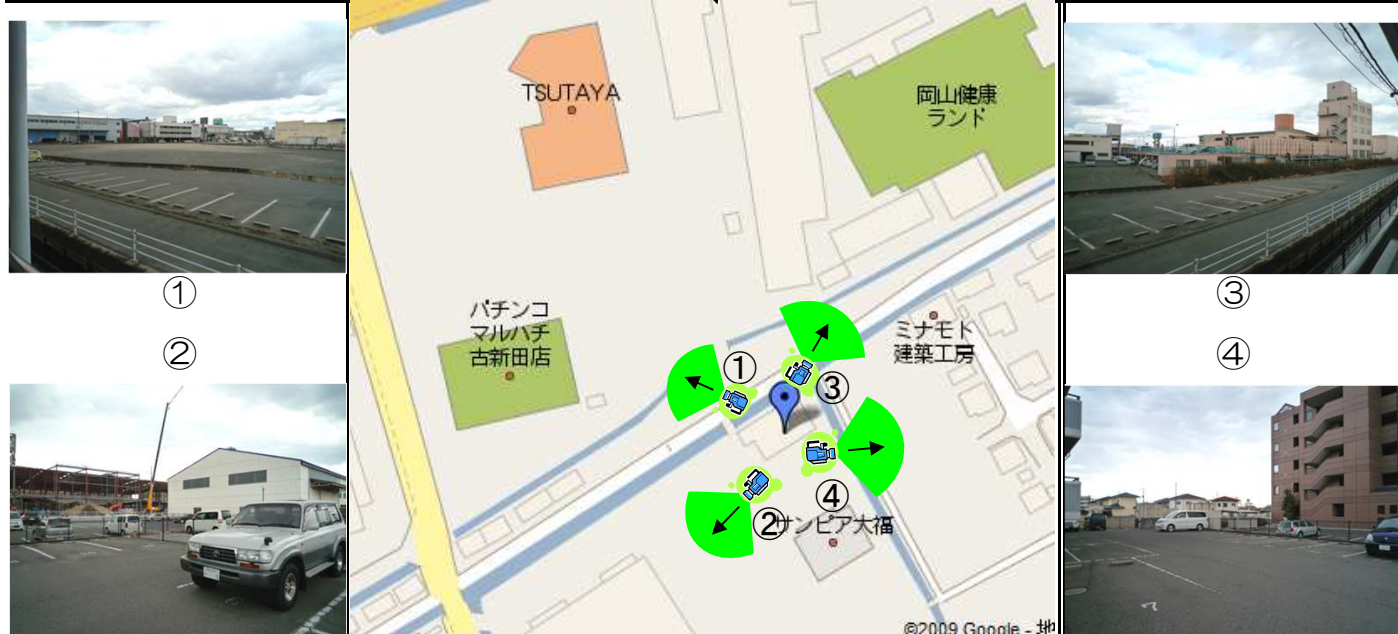 TSUTAYA
岡山健康
ランド
パチンコ
マルハチ
古新田店
ミナモト
建築工房
サンピア大福
①
②
③
④
①
②
③
④
©2009 Google - 地